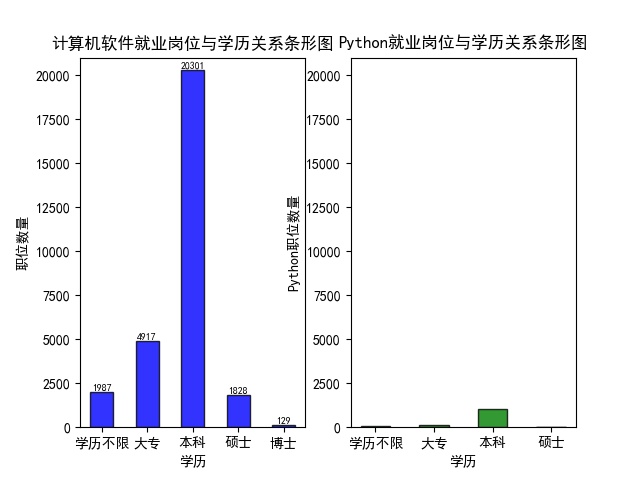 计算机软件就业岗位与学历关系条形图
20000
17500
15000
12500
10000
7500
5000
2500
0
职位数量
1987
4917
20301
1828
129
学历不限 大专 本科 硕士 博士
学历
Python就业岗位与学历关系条形图
20000
17500
15000
12500
10000
7500
5000
2500
0
Python职位数量
学历不限 大专 本科 硕士
学历